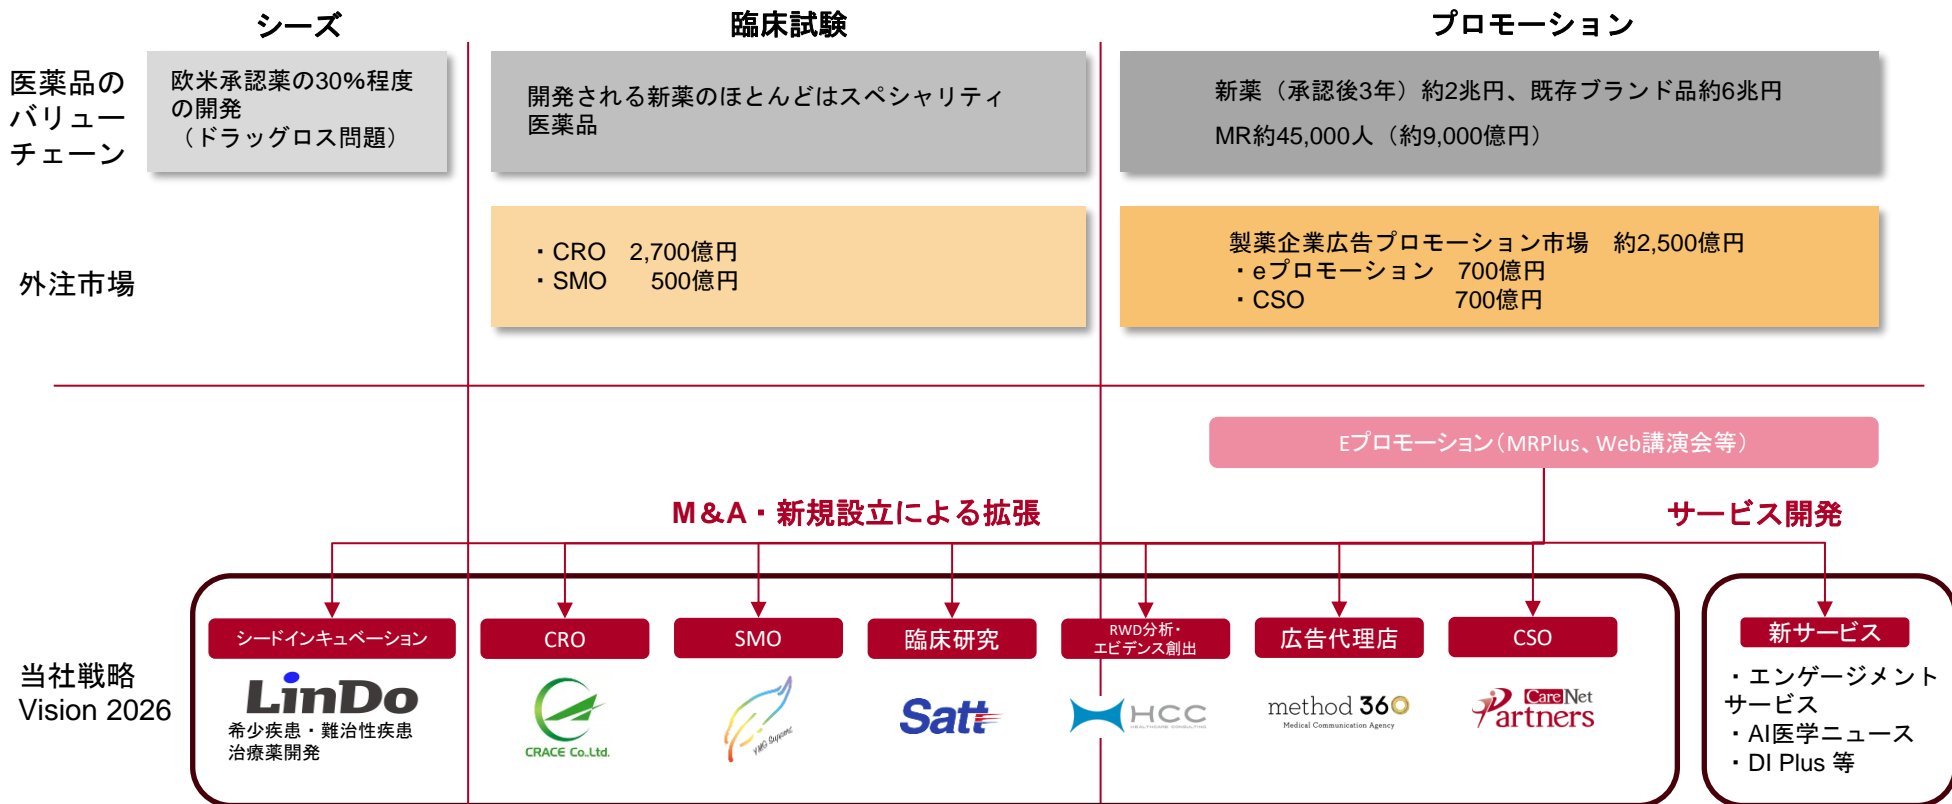 シーズ
臨床試験
プロモーション
医薬品の
バリュー
チェーン
欧米承認薬の30%程度
の開発
（ドラッグロス問題）
開発される新薬のほとんどはスペシャリティ
医薬品
新薬（承認後3年）約2兆円、既存ブランド品約6兆円
MR約45,000人（約9,000億円）
外注市場
・CRO 2,700億円
・SMO 500億円
製薬企業広告プロモーション市場 約2,500億円
・eプロモーション 700億円
・CSO 700億円
Eプロモーション（MRPlus、Web講演会等）
M&A・新規設立による拡張
サービス開発
当社戦略
Vision 2026
シードインキュベーション
CRO
SMO
臨床研究
RWD分析・
エビデンス創出
広告代理店
CSO
新サービス
LinDo
希少疾患・難治性疾患
治療薬開発
CRACE Co.Ltd.
YMG Support
Satt
HCC
HEALTHCARE CONSULTING
method 360
Medical Communication Agency
CareNet
Partners
・エンゲージメント
サービス
・AI医学ニュース
・DI Plus 等